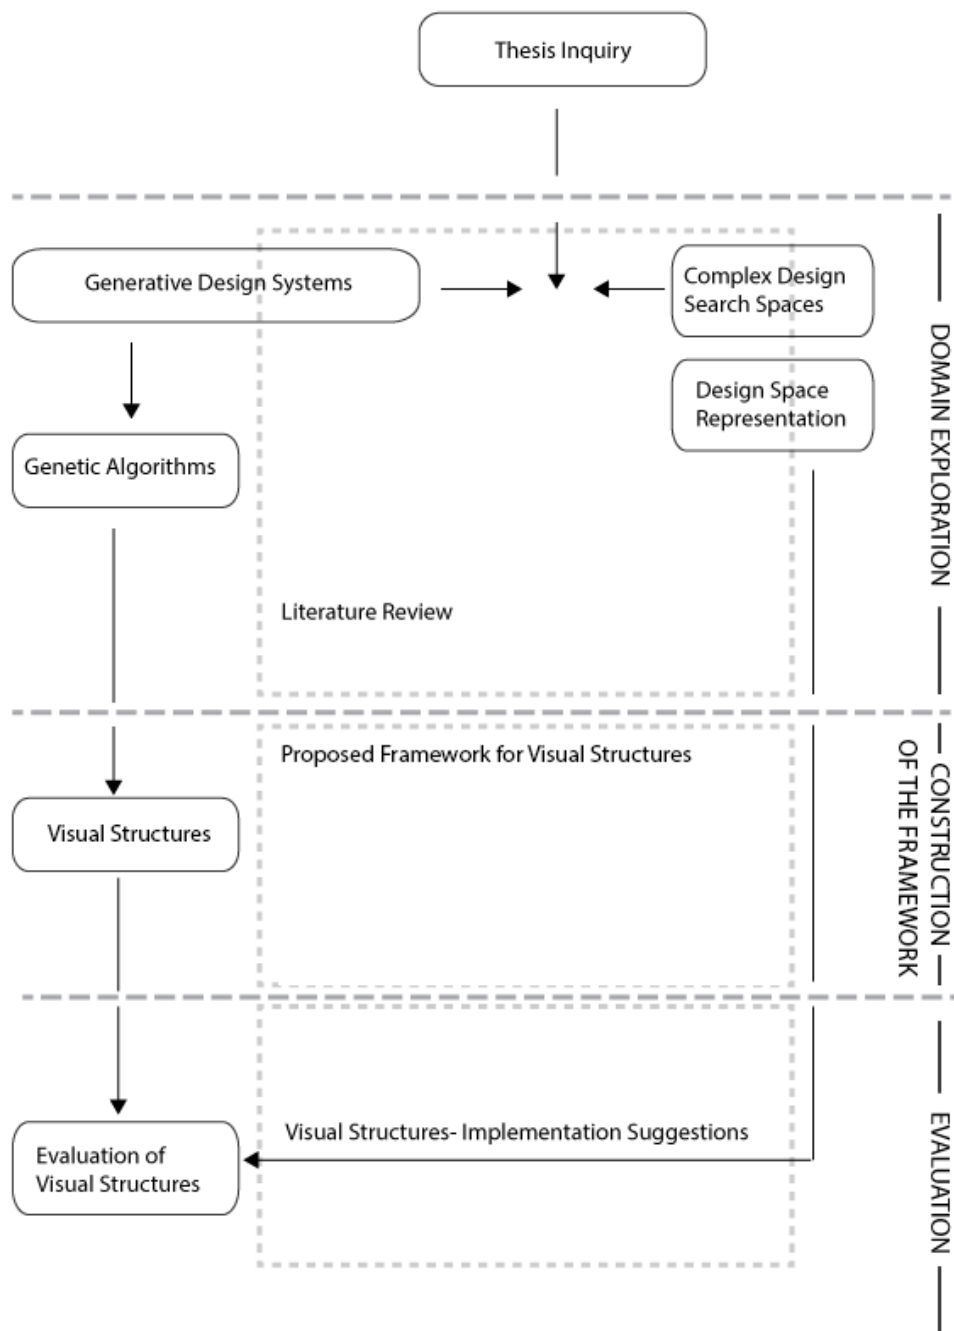 Thesis Inquiry
Generative Design Systems
Complex Design
Search Spaces
Design Space
Representation
Genetic Algorithms
Literature Review
DOMAIN EXPLORATION
Proposed Framework for Visual Structures
Visual Structures
CONSTRUCTION
OF THE FRAMEWORK
Visual Structures- Implementation Suggestions
Evaluation of
Visual Structures
EVALUATION